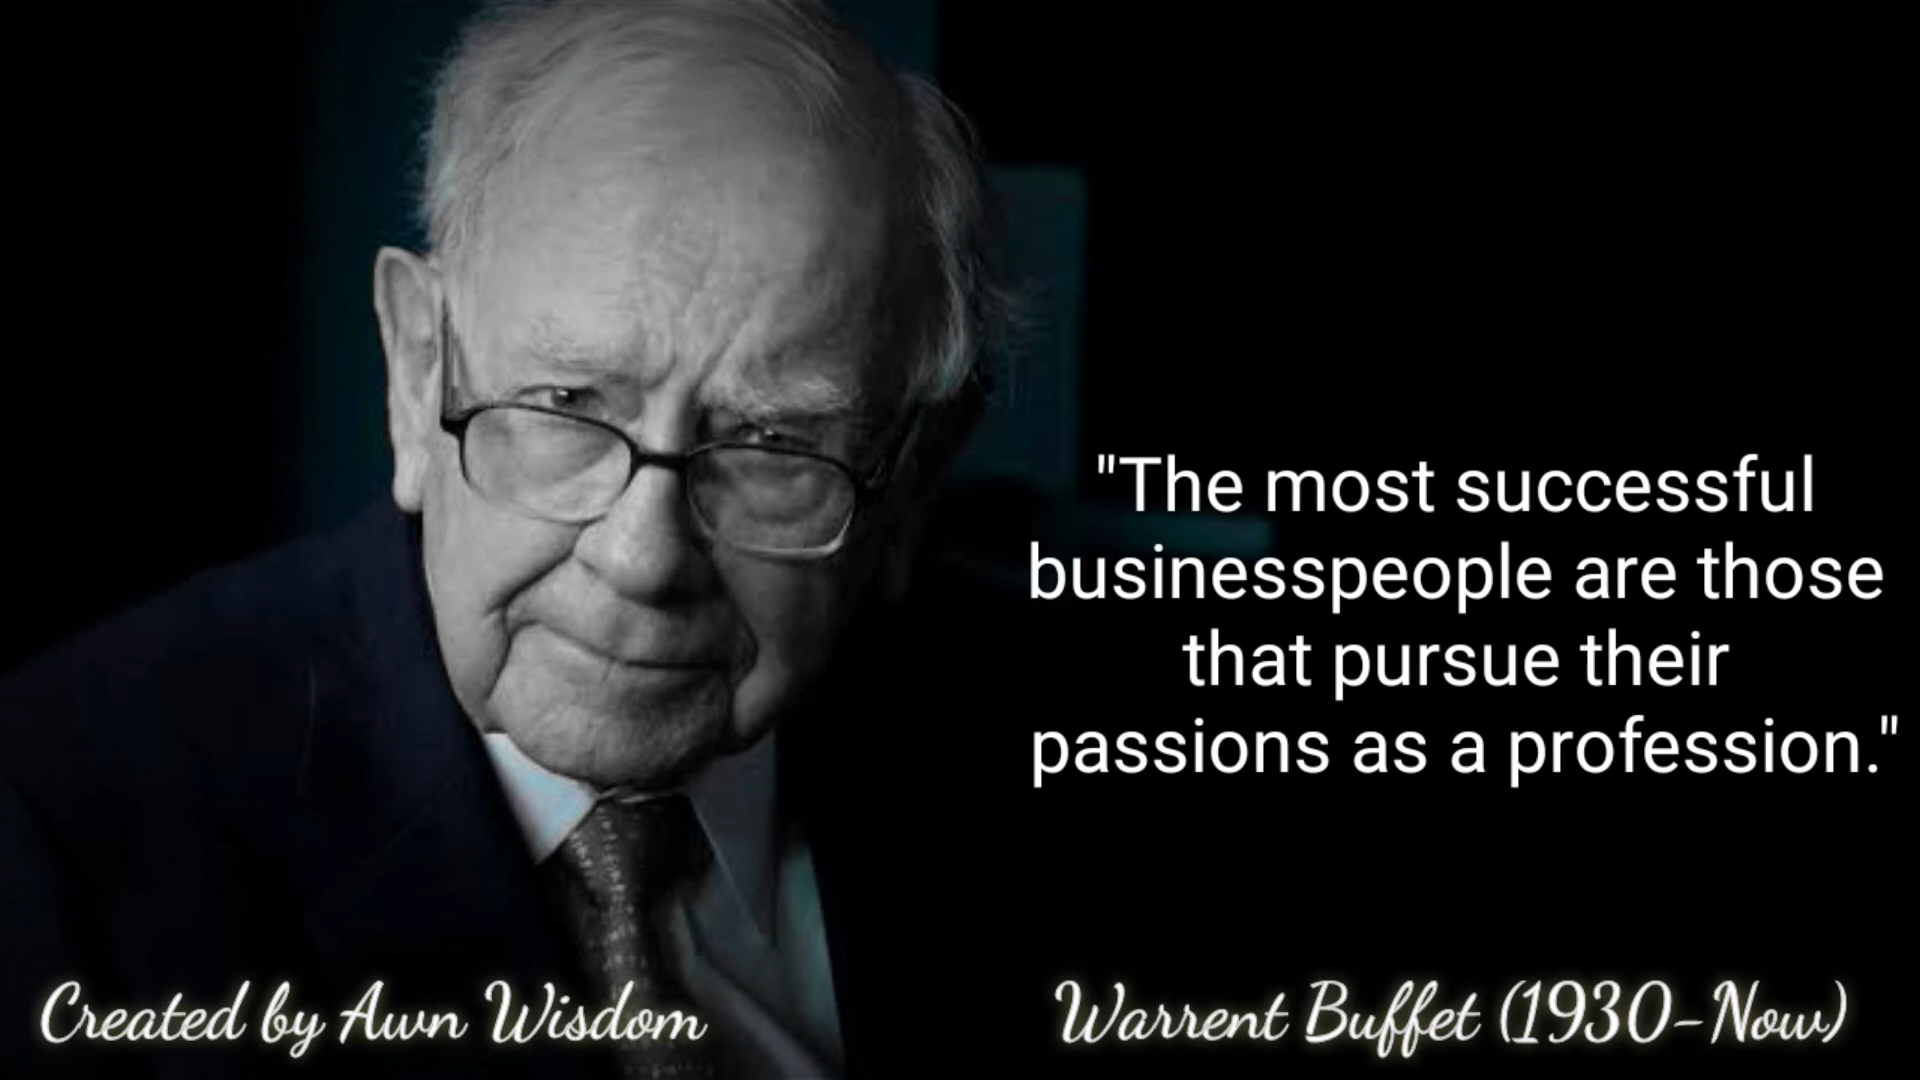 "The most successful
businesspeople are those
that pursue their
passions as a profession."
Created by Awn Wisdom
Warrent Buffet (1930-Now)